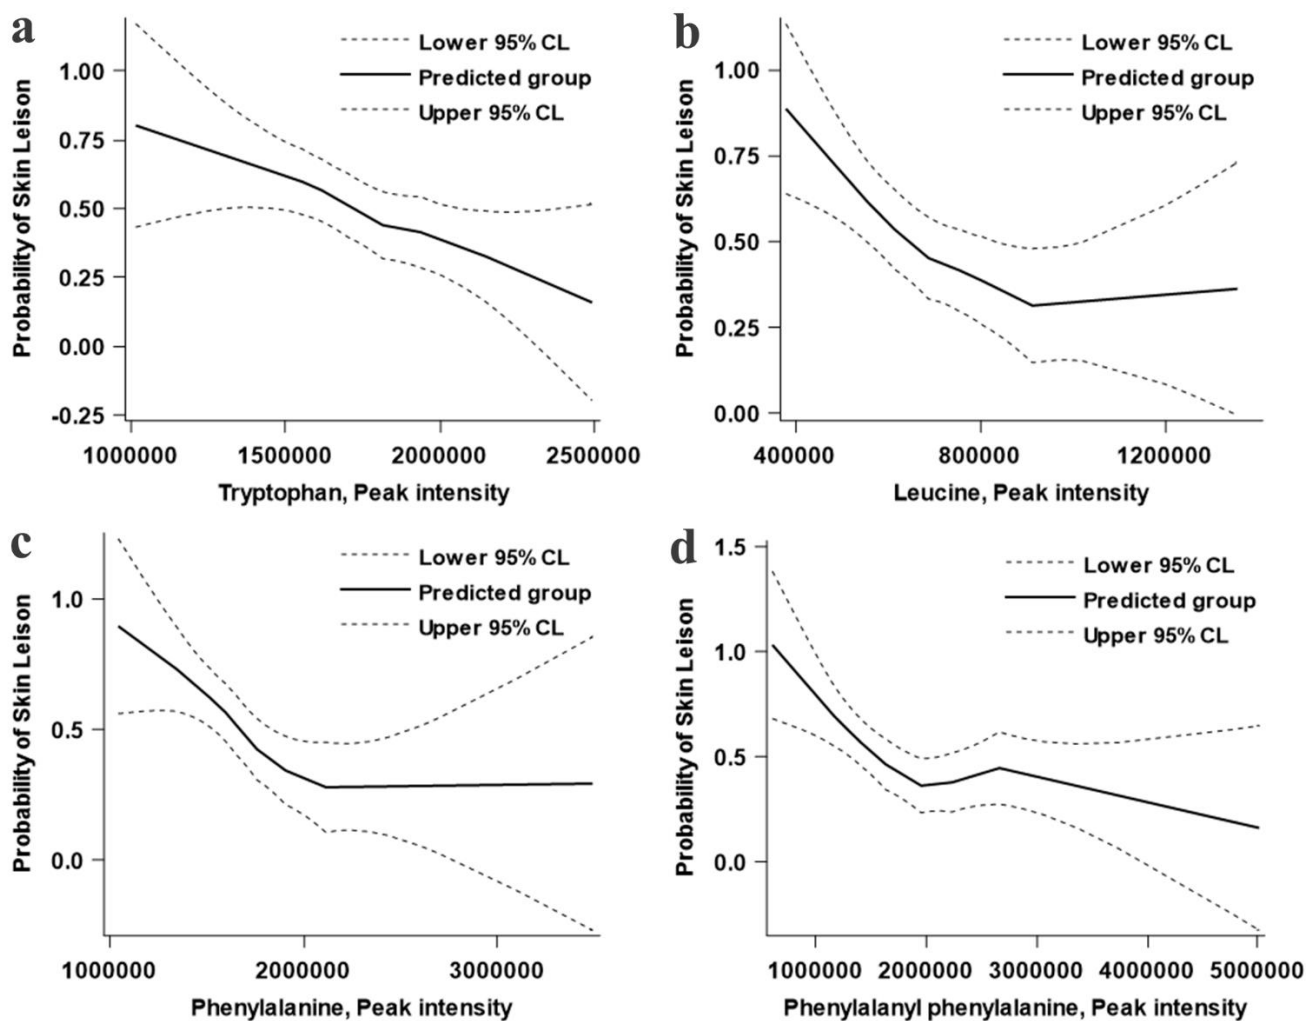 a
Probability of Skin Leison
1.00
0.75
0.50
0.25
0.00
-0.25
Lower 95% CL
Predicted group
Upper 95% CL
1000000 1500000 2000000 2500000
Tryptophan, Peak intensity
b
Probability of Skin Leison
1.00
0.75
0.50
0.25
0.00
Lower 95% CL
Predicted group
Upper 95% CL
400000 800000 1200000
Leucine, Peak intensity
c
Probability of Skin Leison
1.0
0.5
0.0
Lower 95% CL
Predicted group
Upper 95% CL
1000000 2000000 3000000
Phenylalanine, Peak intensity
d
Probability of Skin Leison
1.5
1.0
0.5
0.0
Lower 95% CL
Predicted group
Upper 95% CL
1000000 2000000 3000000 4000000 5000000
Phenylalanyl phenylalanine, Peak intensity